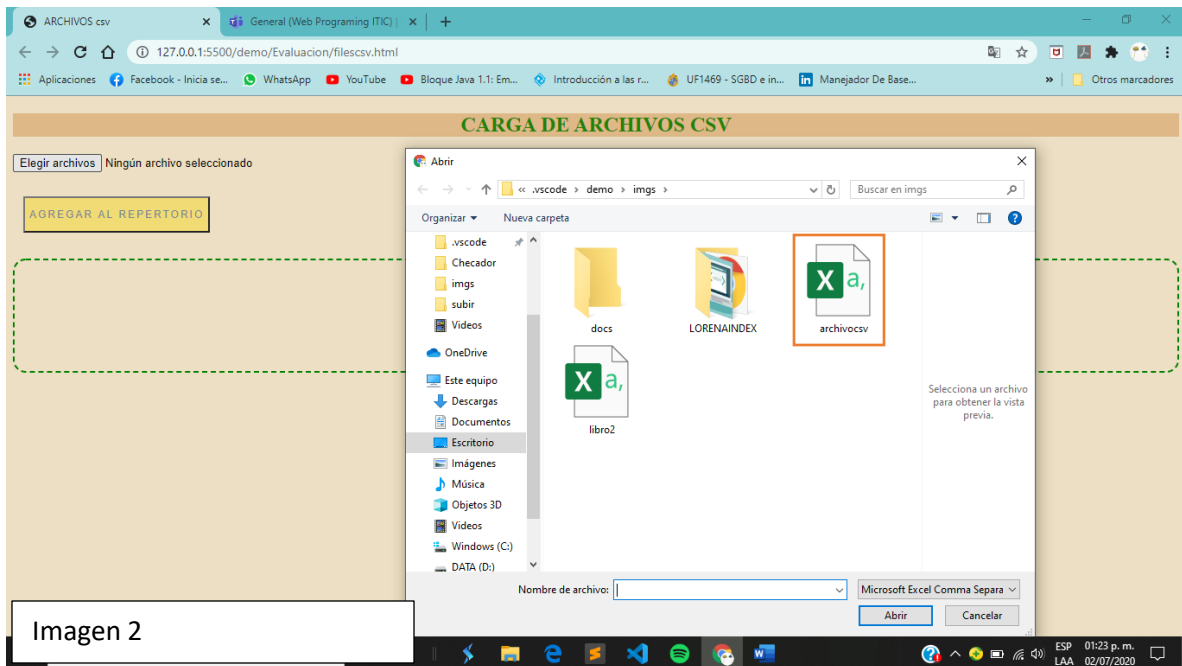 ARCHIVOS csv
General (Web Programing ITIC) |
127.0.0.1:5500/demo/Evaluacion/filescsv.html
Aplicaciones Facebook - Inicia se... WhatsApp YouTube Bloque Java 1.1: Em... Introducción a las r... UF1469 - SGBD e in... Manejador De Base... » Otros marcadores
CARGA DE ARCHIVOS CSV
Elegir archivos Ningún archivo seleccionado
AGREGAR AL REPERTORIO
Abrir
« .vscode › demo › imgs ›
Buscar en imgs
Organizar Nueva carpeta
.vscode
Checador
imgs
subir
Videos
OneDrive
Este equipo
Descargas
Documentos
Escritorio
Imágenes
Música
Objetos 3D
Videos
Windows (C:)
DATA (D:)
docs
LORENAINDEX
X a,
archivocsv
X a,
libro2
Selecciona un archivo
para obtener la vista
previa.
Nombre de archivo:
Microsoft Excel Comma Separa
Abrir Cancelar
Imagen 2
ESP 01:23 p. m.
LAA 02/07/2020